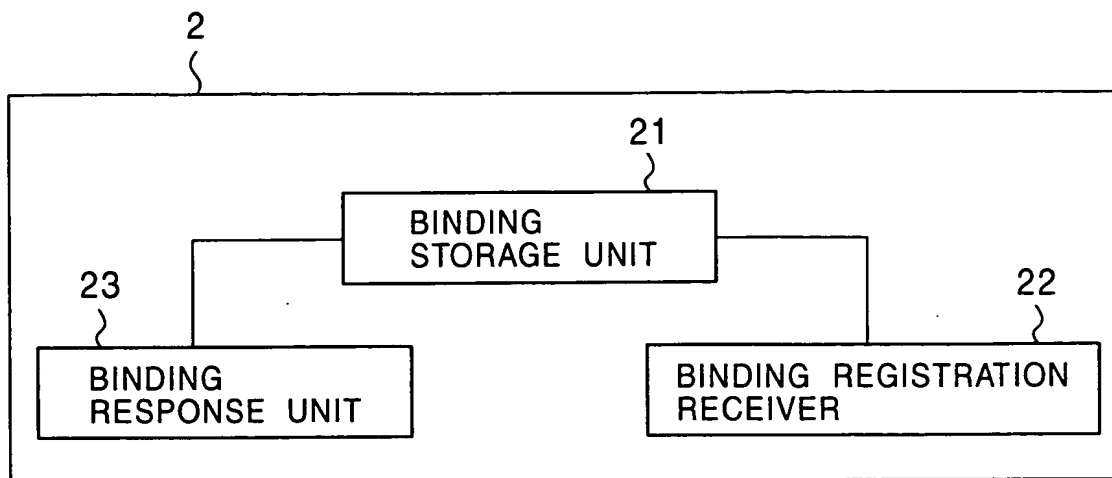 2
21
BINDING
STORAGE UNIT
23
BINDING
RESPONSE UNIT
22
BINDING REGISTRATION
RECEIVER